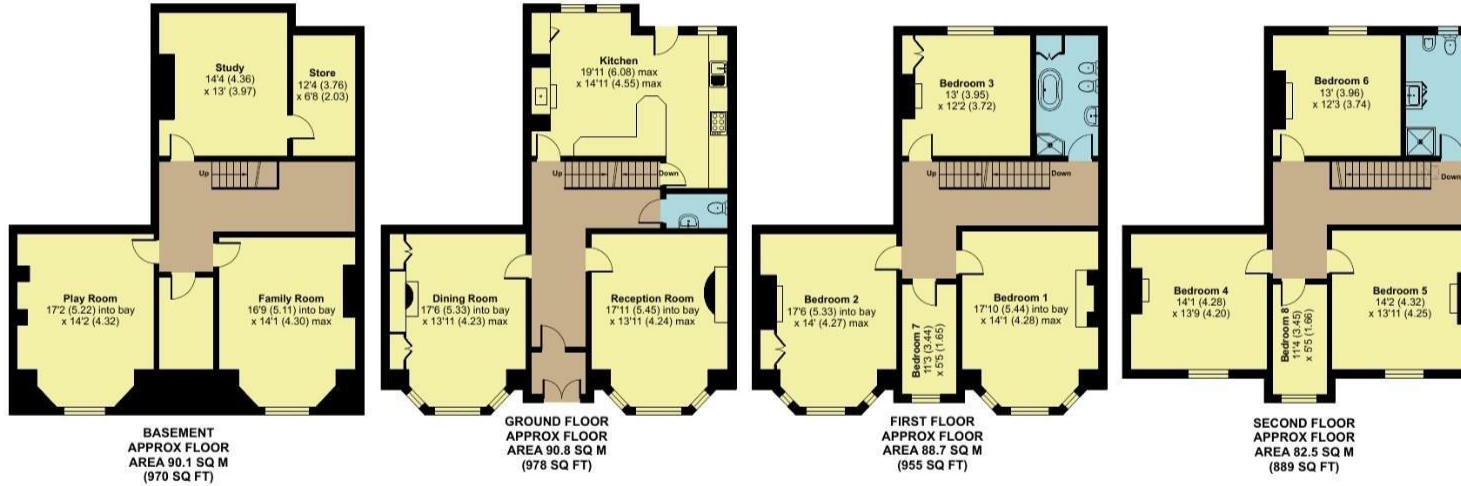 Study
14'4 (4.36)
x 13' (3.97)
Store
12'4 (3.76)
x 6'8 (2.03)
Up
Play Room
17'2 (5.22) into bay
x 14'2 (4.32)
Family Room
16'9 (5.11) into bay
x 14'1 (4.30) max
BASEMENT
APPROX FLOOR
AREA 90.1 SQ M
(970 SQ FT)
Kitchen
19'11 (6.08) max
x 14'11 (4.55) max
Up
Down
Dining Room
17'6 (5.33) into bay
x 13'11 (4.23) max
Reception Room
17'11 (5.45) into bay
x 13'11 (4.24) max
GROUND FLOOR
APPROX FLOOR
AREA 90.8 SQ M
(978 SQ FT)
Bedroom 3
13' (3.95)
x 12'2 (3.72)
Up
Down
Bedroom 2
17'6 (5.33) into bay
x 14' (4.27) max
Bedroom 7
11'3 (3.44)
x 5'5 (1.65)
Bedroom 1
17'10 (5.44) into bay
x 14'1 (4.28) max
FIRST FLOOR
APPROX FLOOR
AREA 88.7 SQ M
(955 SQ FT)
Bedroom 6
13' (3.96)
x 12'3 (3.74)
Down
Bedroom 4
14'1 (4.28)
x 13'9 (4.20)
Bedroom 8
11'4 (3.45)
x 5'5 (1.66)
Bedroom 5
14'2 (4.32)
x 13'11 (4.25)
SECOND FLOOR
APPROX FLOOR
AREA 82.5 SQ M
(889 SQ FT)